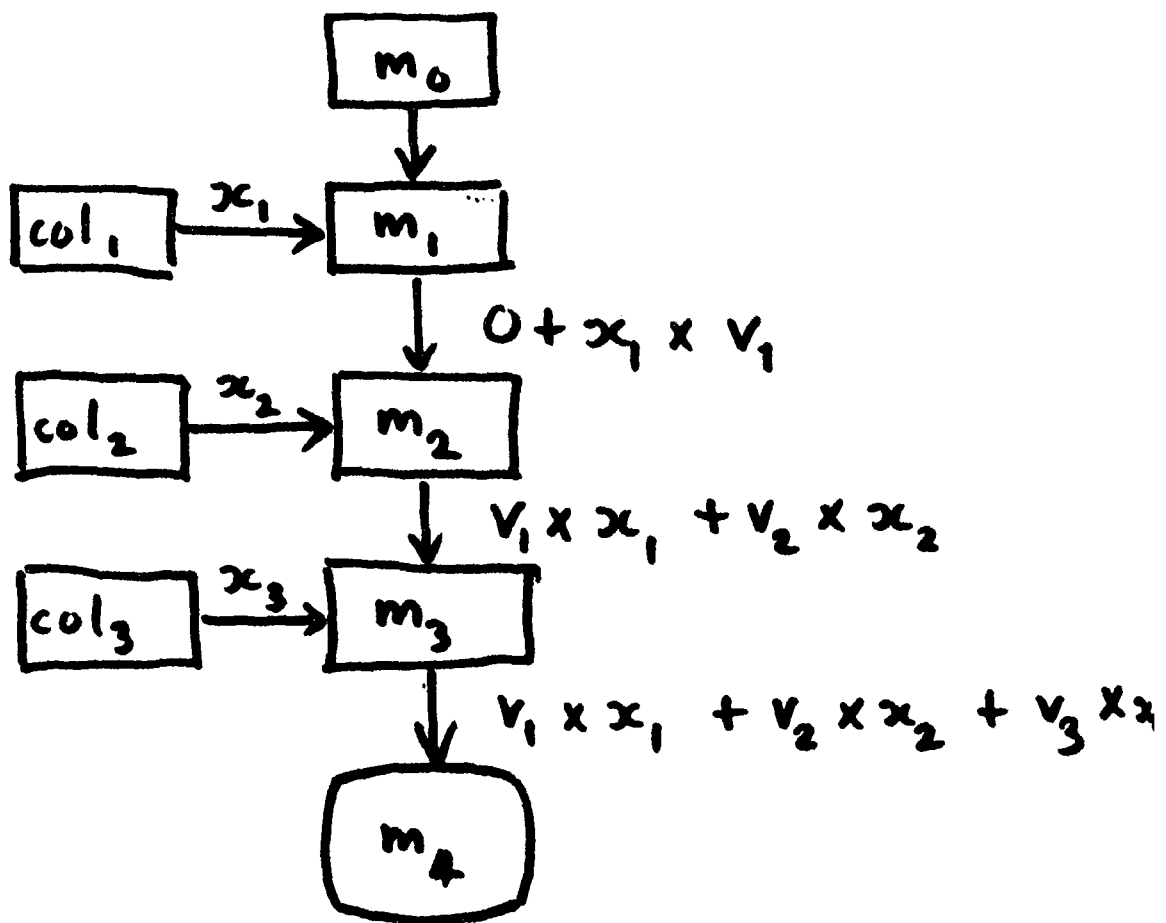 m₀
col₁ x₁ m₁
0 + x₁ × v₁
col₂ x₂ m₂
v₁ × x₁ + v₂ × x₂
col₃ x₃ m₃
v₁ × x₁ + v₂ × x₂ + v₃ ×
m₄